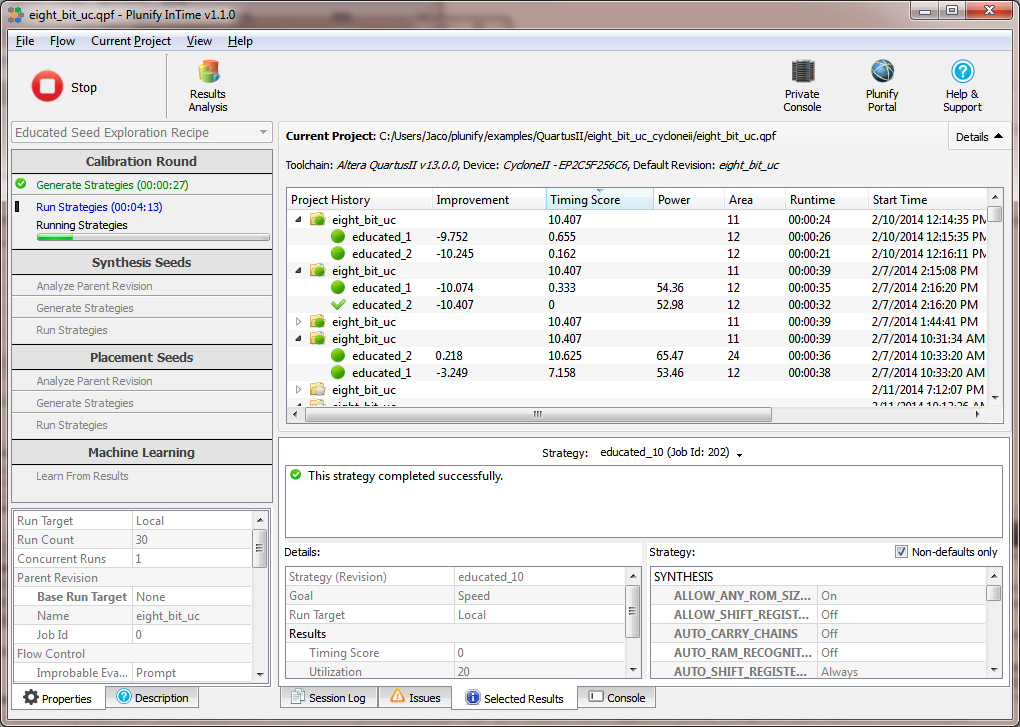 eight_bit_uc.qpf - Plunify InTime v1.1.0
File Flow Current Project View Help
Stop
Results Analysis
Private Console
Plunify Portal
Help & Support
Educated Seed Exploration Recipe
Calibration Round
Generate Strategies (00:00:27)
Run Strategies (00:04:13)
Running Strategies
Synthesis Seeds
Analyze Parent Revision
Generate Strategies
Run Strategies
Placement Seeds
Analyze Parent Revision
Generate Strategies
Run Strategies
Machine Learning
Learn From Results
Run Target Local
Run Count 30
Concurrent Runs 1
Parent Revision
Base Run Target None
Name eight_bit_uc
Job Id 0
Flow Control
Improbable Eva... Prompt
Properties Description
Current Project: C:/Users/Jaco/plunify/examples/QuartusII/eight_bit_uc_cycloneii/eight_bit_uc.qpf
Details
Toolchain: Altera QuartusII v13.0.0, Device: CycloneII - EP2C5F256C6, Default Revision: eight_bit_uc
Project History Improvement Timing Score Power Area Runtime Start Time
eight_bit_uc 10.407 11 00:00:24 2/10/2014 12:14:35 PM
educated_1 -9.752 0.655 12 00:00:26 2/10/2014 12:15:35 PM
educated_2 -10.245 0.162 12 00:00:21 2/10/2014 12:16:11 PM
eight_bit_uc 10.407 11 00:00:39 2/7/2014 2:15:08 PM
educated_1 -10.074 0.333 54.36 12 00:00:35 2/7/2014 2:16:20 PM
educated_2 -10.407 0 52.98 12 00:00:32 2/7/2014 2:16:20 PM
eight_bit_uc 10.407 11 00:00:39 2/7/2014 1:44:41 PM
eight_bit_uc 10.407 11 00:00:39 2/7/2014 10:31:34 AM
educated_2 0.218 10.625 65.47 24 00:00:36 2/7/2014 10:33:20 AM
educated_1 -3.249 7.158 53.46 12 00:00:38 2/7/2014 10:33:20 AM
eight_bit_uc 2/11/2014 7:12:07 PM
Strategy: educated_10 (Job Id: 202)
This strategy completed successfully.
Details:
Strategy (Revision) educated_10
Goal Speed
Run Target Local
Results
Timing Score 0
Utilization 20
Strategy: Non-defaults only
SYNTHESIS
ALLOW_ANY_ROM_SIZ... On
ALLOW_SHIFT_REGIST... Off
AUTO_CARRY_CHAINS Off
AUTO_RAM_RECOGNIT... Off
AUTO_SHIFT_REGISTE... Always
Session Log Issues Selected Results Console